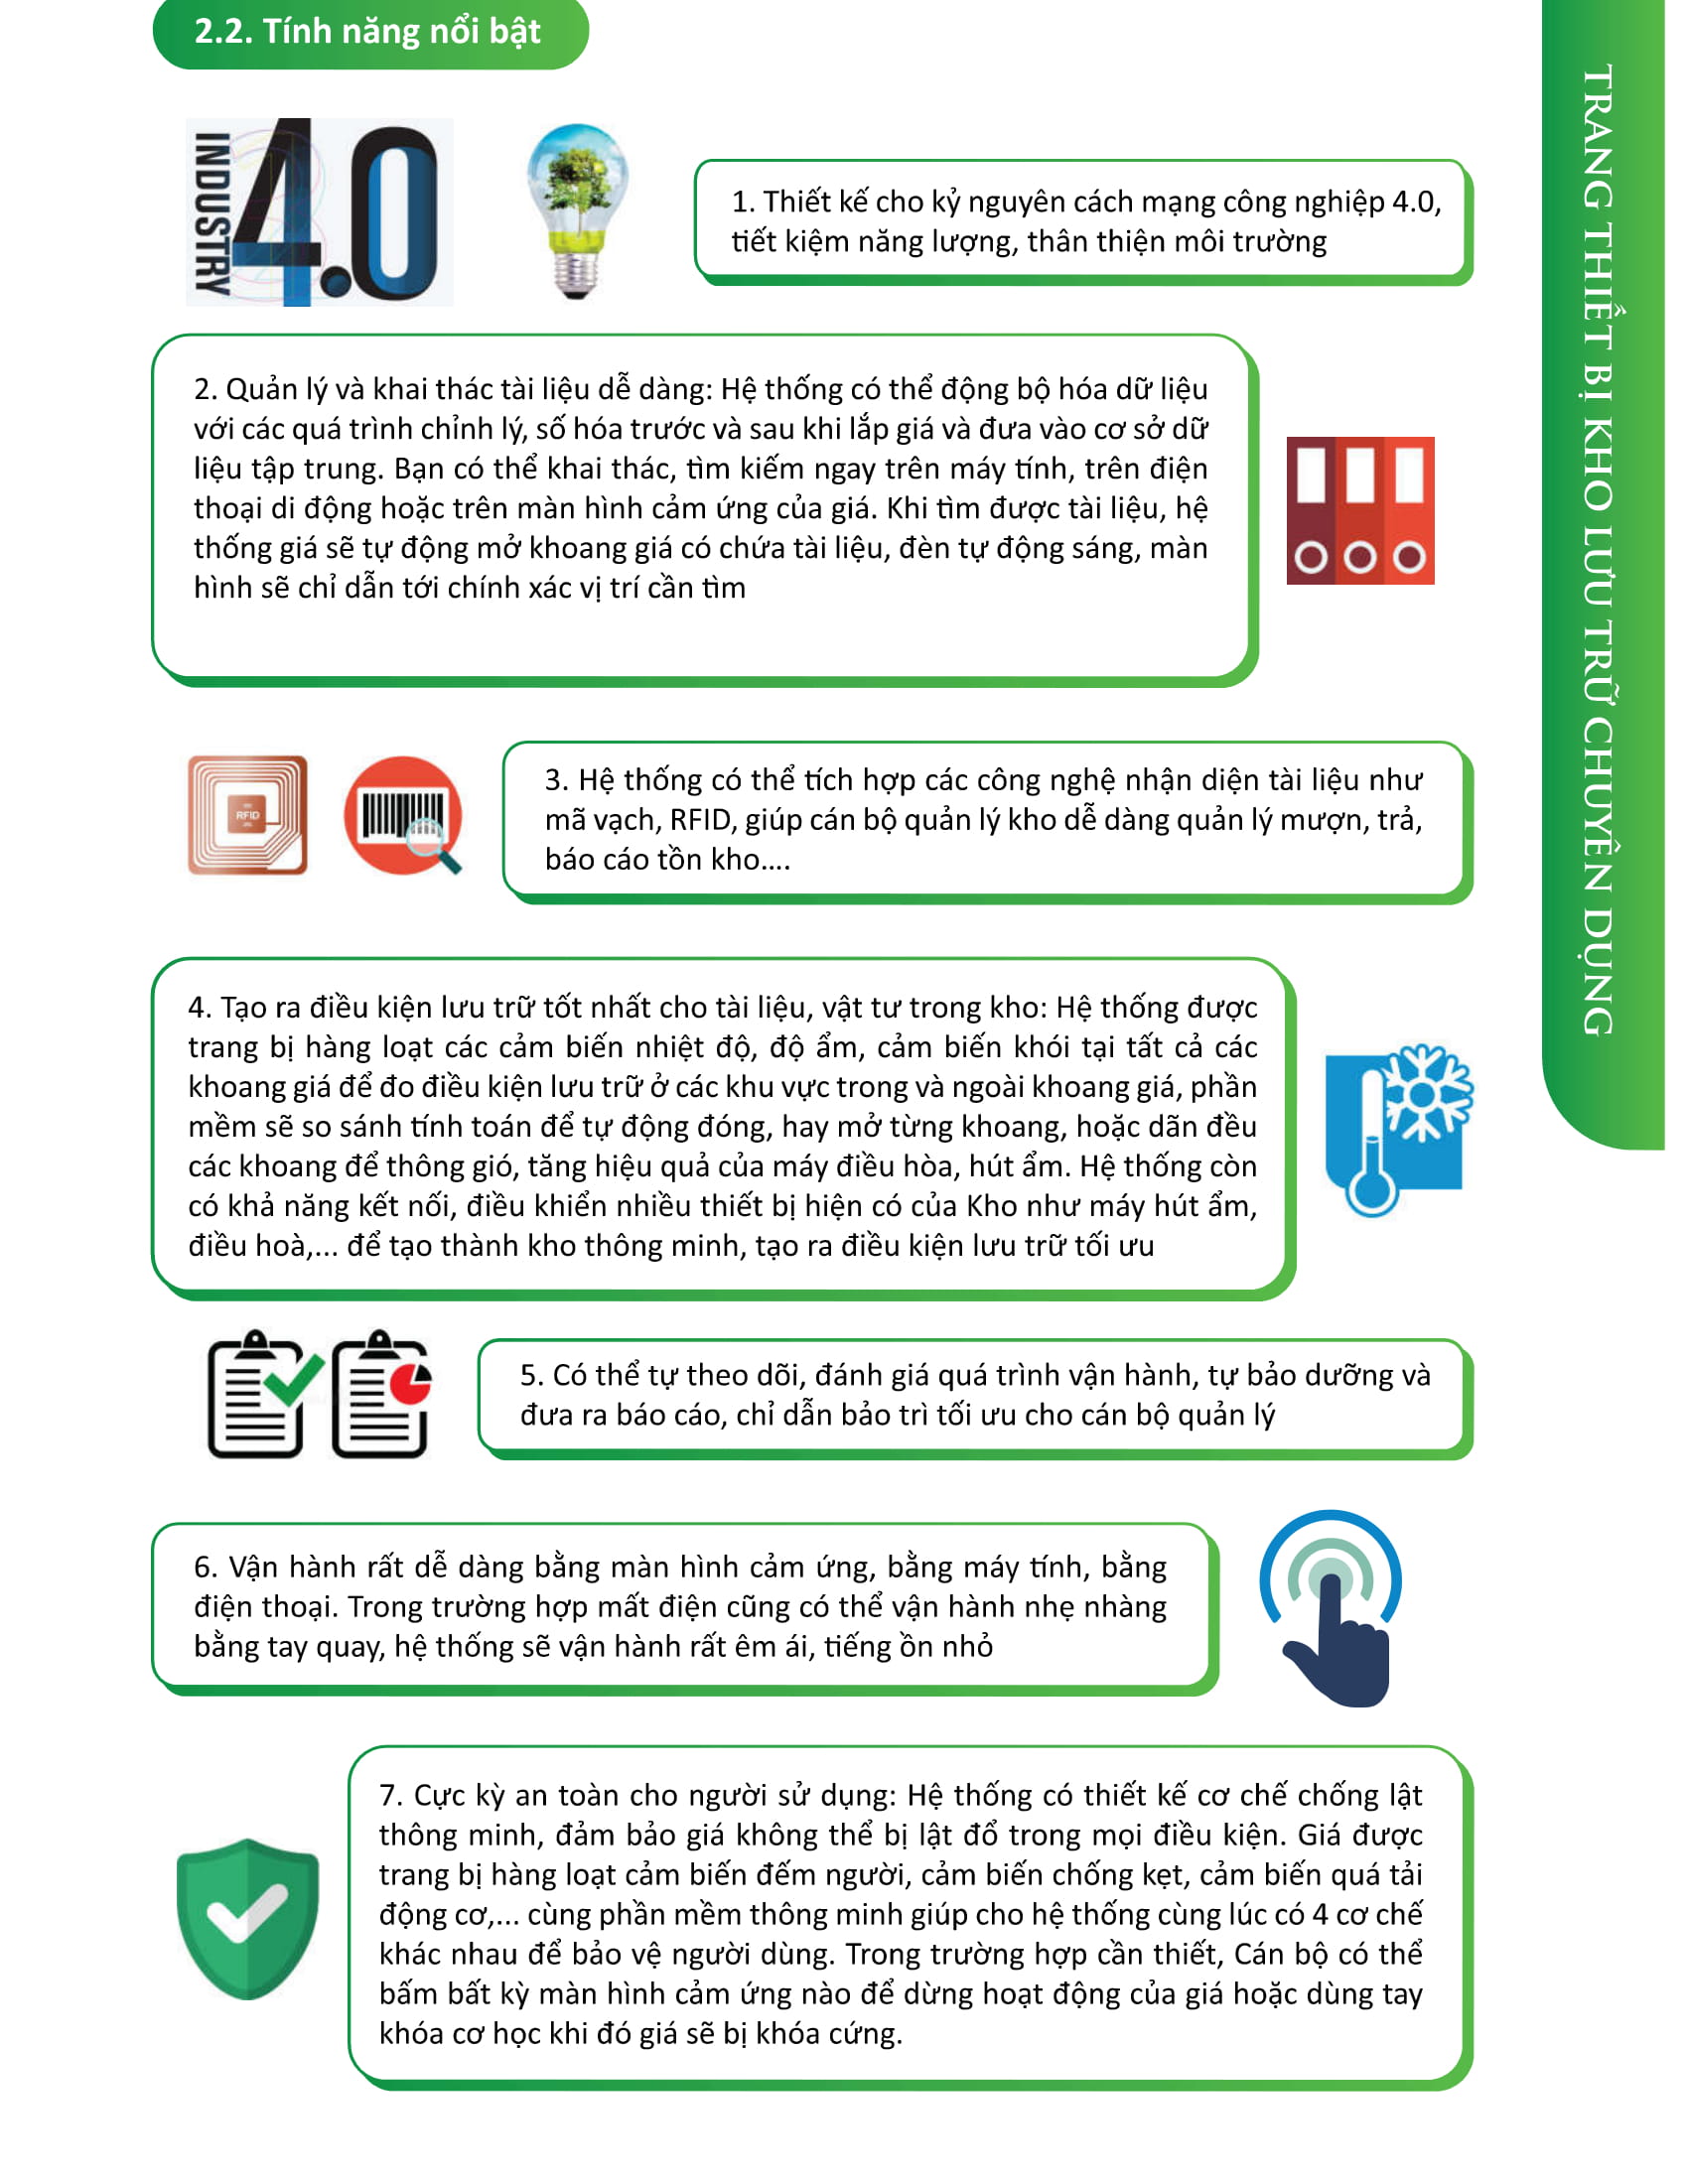 2.2. Tính năng nổi bật
INDUSTRY
4.0
1. Thiết kế cho kỷ nguyên cách mạng công nghiệp 4.0,
tiết kiệm năng lượng, thân thiện môi trường
2. Quản lý và khai thác tài liệu dễ dàng: Hệ thống có thể động bộ hóa dữ liệu
với các quá trình chỉnh lý, số hóa trước và sau khi lắp giá và đưa vào cơ sở dữ
liệu tập trung. Bạn có thể khai thác, tìm kiếm ngay trên máy tính, trên điện
thoại di động hoặc trên màn hình cảm ứng của giá. Khi tìm được tài liệu, hệ
thống giá sẽ tự động mở khoang giá có chứa tài liệu, đèn tự động sáng, màn
hình sẽ chỉ dẫn tới chính xác vị trí cần tìm
RFID
3. Hệ thống có thể tích hợp các công nghệ nhận diện tài liệu như
mã vạch, RFID, giúp cán bộ quản lý kho dễ dàng quản lý mượn, trả,
báo cáo tồn kho....
4. Tạo ra điều kiện lưu trữ tốt nhất cho tài liệu, vật tư trong kho: Hệ thống được
trang bị hàng loạt các cảm biến nhiệt độ, độ ẩm, cảm biến khói tại tất cả các
khoang giá để đo điều kiện lưu trữ ở các khu vực trong và ngoài khoang giá, phần
mềm sẽ so sánh tính toán để tự động đóng, hay mở từng khoang, hoặc dãn đều
các khoang để thông gió, tăng hiệu quả của máy điều hòa, hút ẩm. Hệ thống còn
có khả năng kết nối, điều khiển nhiều thiết bị hiện có của Kho như máy hút ẩm,
điều hoà,... để tạo thành kho thông minh, tạo ra điều kiện lưu trữ tối ưu
5. Có thể tự theo dõi, đánh giá quá trình vận hành, tự bảo dưỡng và
đưa ra báo cáo, chỉ dẫn bảo trì tối ưu cho cán bộ quản lý
6. Vận hành rất dễ dàng bằng màn hình cảm ứng, bằng máy tính, bằng
điện thoại. Trong trường hợp mất điện cũng có thể vận hành nhẹ nhàng
bằng tay quay, hệ thống sẽ vận hành rất êm ái, tiếng ồn nhỏ
7. Cực kỳ an toàn cho người sử dụng: Hệ thống có thiết kế cơ chế chống lật
thông minh, đảm bảo giá không thể bị lật đổ trong mọi điều kiện. Giá được
trang bị hàng loạt cảm biến đếm người, cảm biến chống kẹt, cảm biến quá tải
động cơ,... cùng phần mềm thông minh giúp cho hệ thống cùng lúc có 4 cơ chế
khác nhau để bảo vệ người dùng. Trong trường hợp cần thiết, Cán bộ có thể
bấm bất kỳ màn hình cảm ứng nào để dừng hoạt động của giá hoặc dùng tay
khóa cơ học khi đó giá sẽ bị khóa cứng.
TRANG THIẾT BỊ KHO LƯU TRỮ CHUYÊN DỤNG